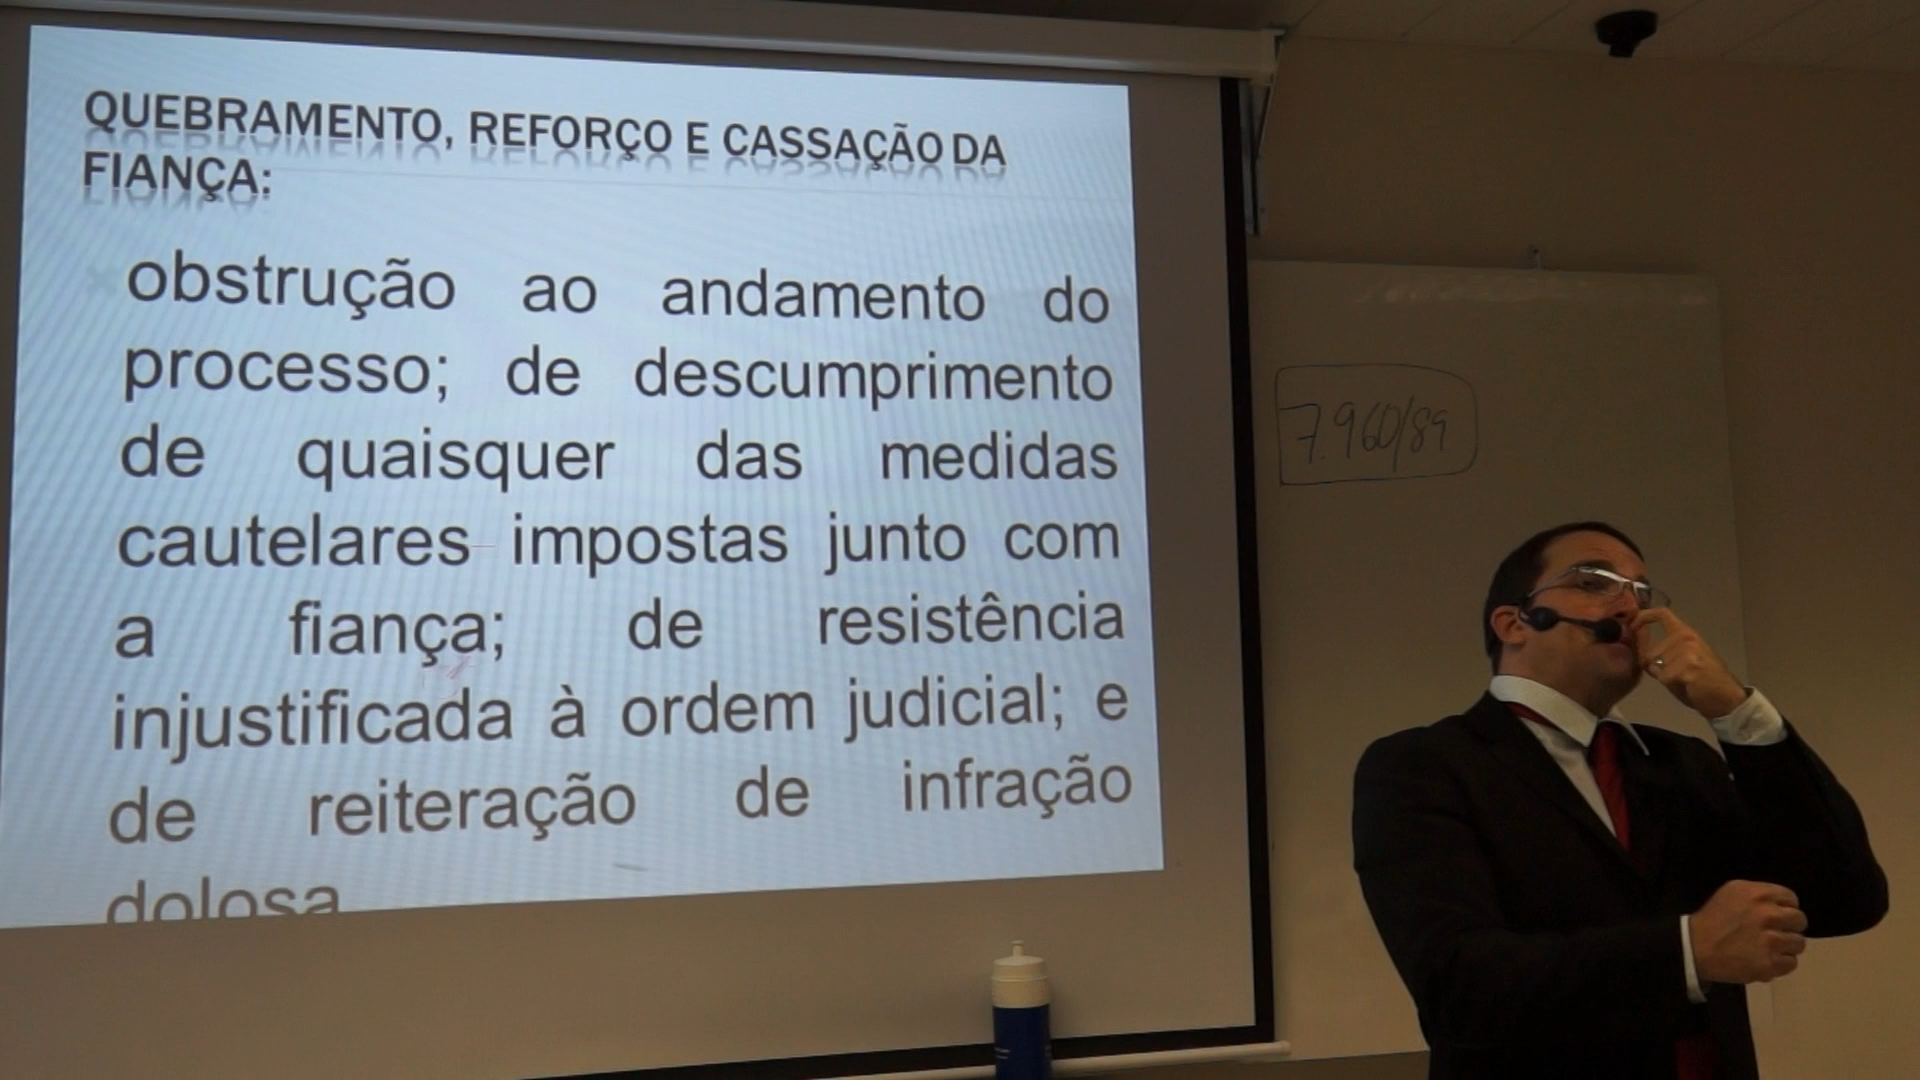 QUEBRAMENTO, REFORÇO E CASSAÇÃO DA
FIANÇA:
obstrução ao andamento do
processo; de descumprimento
de quaisquer das medidas
cautelares impostas junto com
a fiança; de resistência
injustificada à ordem judicial; e
de reiteração de infração
dolosa
7.960/89